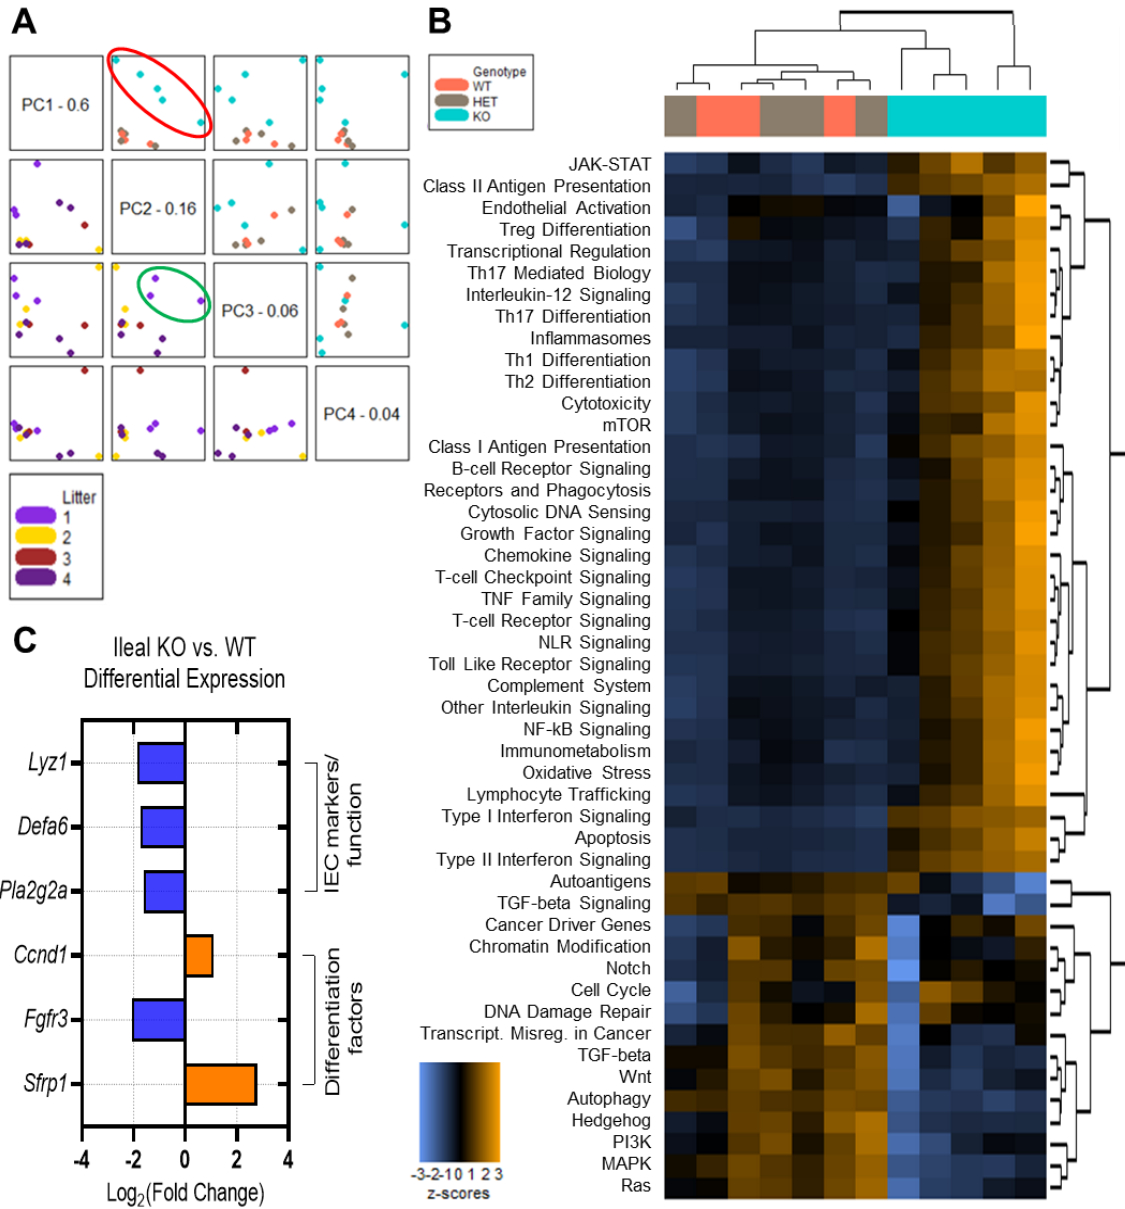 A
PC1 - 0.6
PC2 - 0.16
PC3 - 0.06
PC4 - 0.04
Litter
1
2
3
4
B
Genotype
WT
HET
KO
JAK-STAT
Class II Antigen Presentation
Endothelial Activation
Treg Differentiation
Transcriptional Regulation
Th17 Mediated Biology
Interleukin-12 Signaling
Th17 Differentiation
Inflammasomes
Th1 Differentiation
Th2 Differentiation
Cytotoxicity
mTOR
Class I Antigen Presentation
B-cell Receptor Signaling
Receptors and Phagocytosis
Cytosolic DNA Sensing
Growth Factor Signaling
Chemokine Signaling
T-cell Checkpoint Signaling
TNF Family Signaling
T-cell Receptor Signaling
NLR Signaling
Toll Like Receptor Signaling
Complement System
Other Interleukin Signaling
NF-kB Signaling
Immunometabolism
Oxidative Stress
Lymphocyte Trafficking
Type I Interferon Signaling
Apoptosis
Type II Interferon Signaling
Autoantigens
TGF-beta Signaling
Cancer Driver Genes
Chromatin Modification
Notch
Cell Cycle
DNA Damage Repair
Transcript. Misreg. in Cancer
TGF-beta
Wnt
Autophagy
Hedgehog
PI3K
MAPK
Ras
-3-2-1 0 1 2 3
z-scores
C
Ileal KO vs. WT
Differential Expression
Lyz1
Defa6
Pla2g2a
Ccnd1
Fgfr3
Sfrp1
IEC markers/
function
Differentiation
factors
-4 -2 0 2 4
Log2(Fold Change)